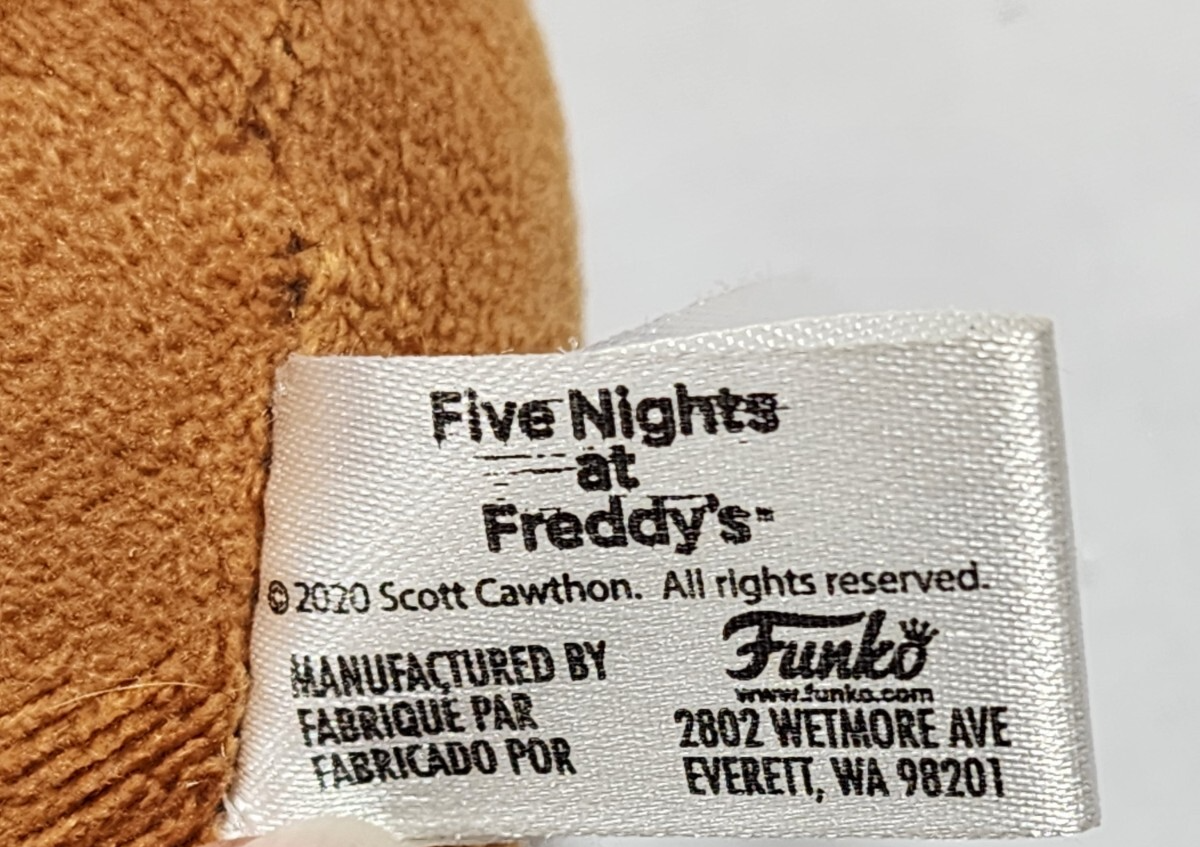 Five Nights
at
Freddy's™
©2020 Scott Cawthon. All rights reserved.
MANUFACTURED BY
FABRIQUE PAR
FABRICADO POR
Funko
www.funko.com
2802 WETMORE AVE
EVERETT, WA 98201